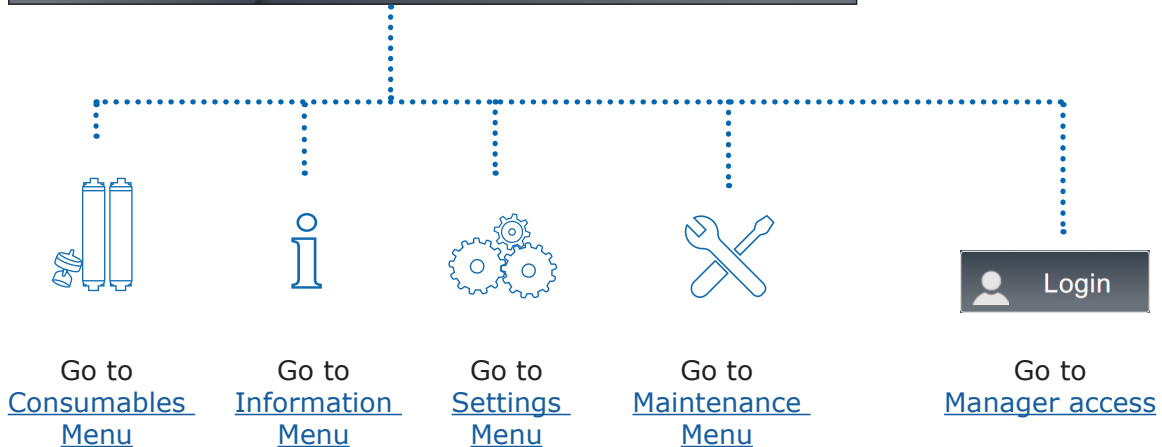 Login
Go to
Consumables
Menu
Go to
Information
Menu
Go to
Settings
Menu
Go to
Maintenance
Menu
Go to
Manager access